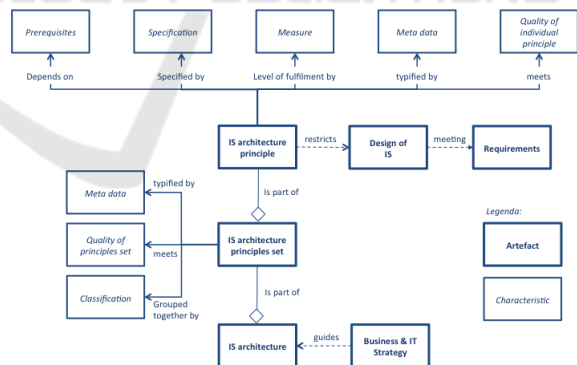 Prerequisites
Specification
Measure
Meta data
Quality of
individual
principle
Depends on
Specified by
Level of fulfilment by
typified by
meets
IS architecture
principle
restricts
Design of
IS
meeting
Requirements
Is part of
Meta data
typified by
Quality of
principles set
meets
IS architecture
principles set
Classification
Grouped
together by
Is part of
IS architecture
guides
Business & IT
Strategy
Legenda:
Artefact
Characteristic